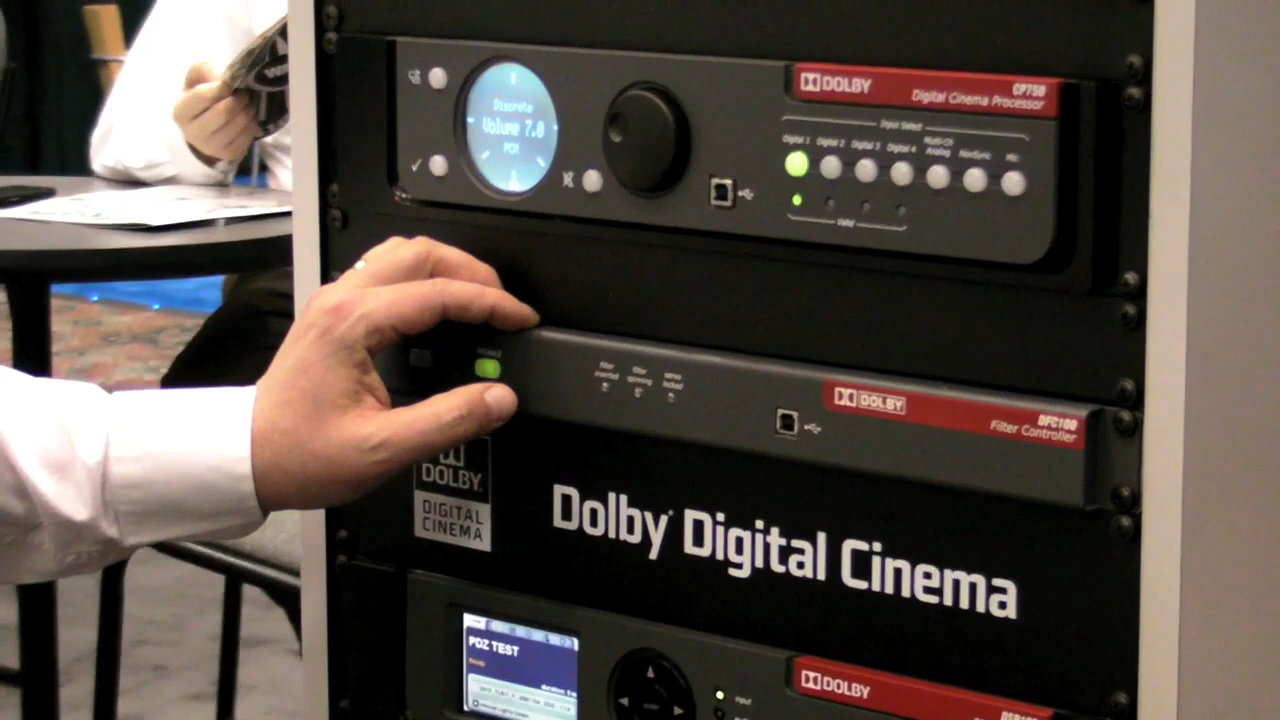 Discrete
Volume 7.0
PCM
DOLBY
CP750
Digital Cinema Processor
Input Select
Digital 1
Digital 2
Digital 3
Digital 4
Multi-Ch
Analog
NonSync
Mic
Valid
filter
inserted
filter
spinning
servo
locked
DOLBY
DFC100
Filter Controller
DOLBY
DIGITAL
CINEMA
Dolby Digital Cinema
PDZ TEST
input
DOLBY